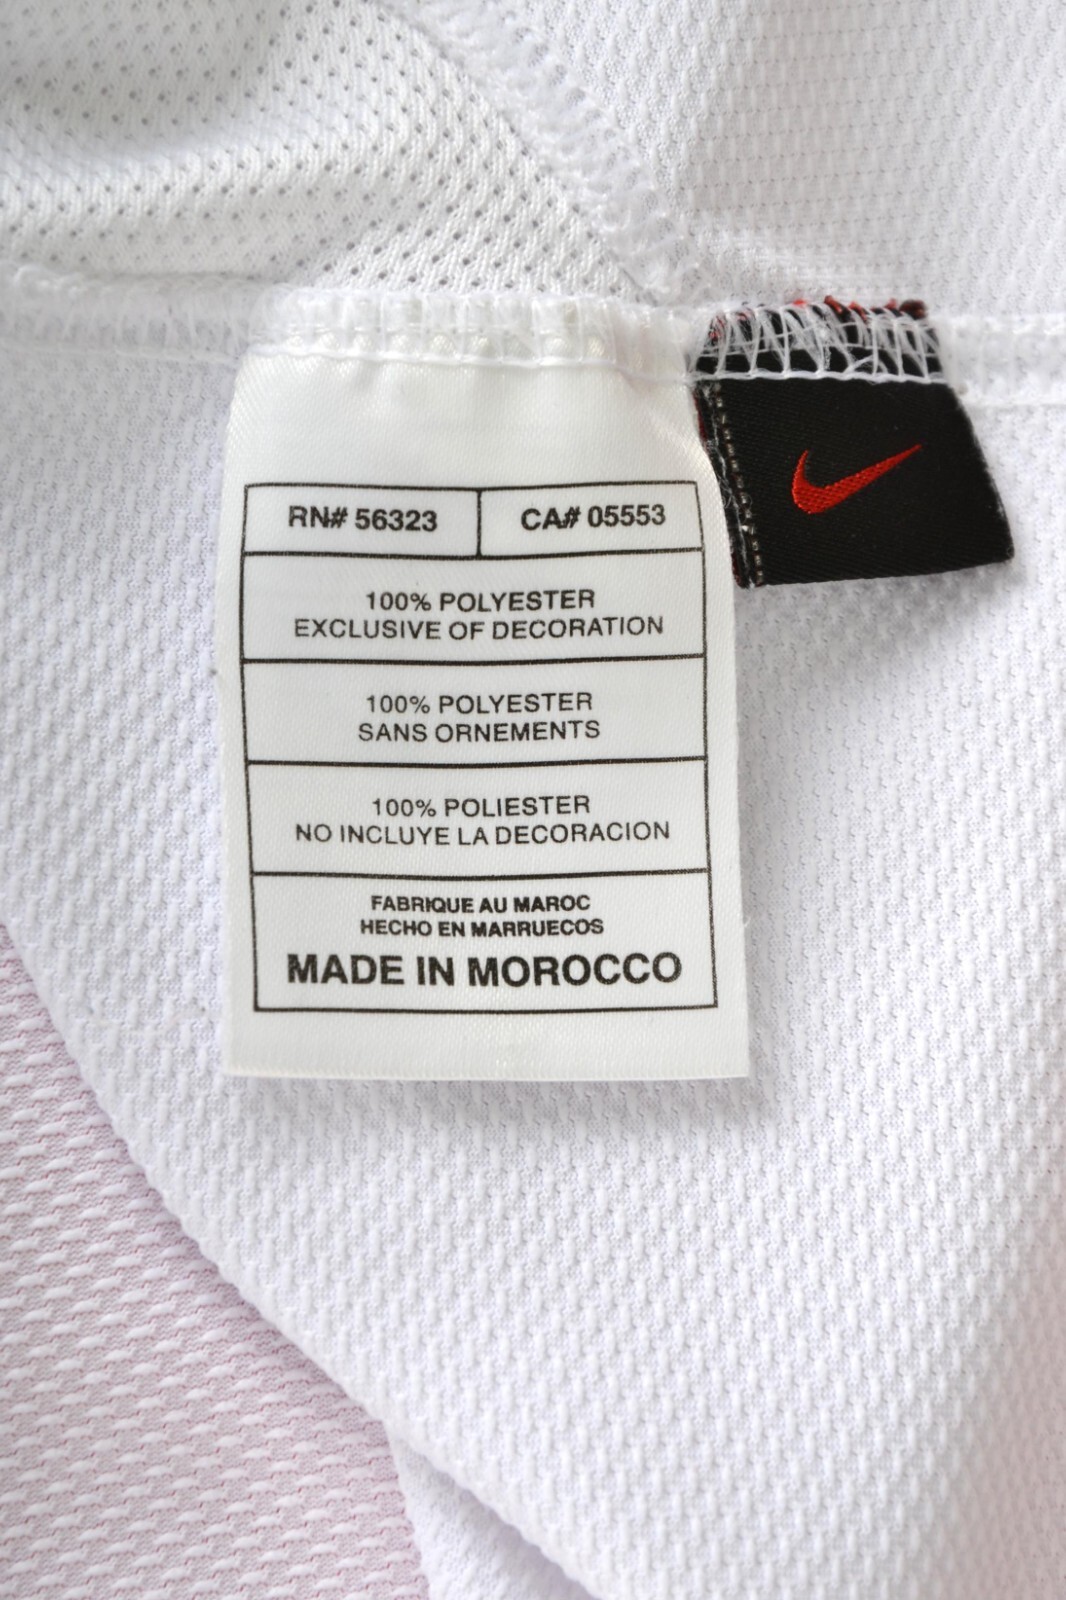 RN# 56323 CA# 05553
100% POLYESTER
EXCLUSIVE OF DECORATION
100% POLYESTER
SANS ORNEMENTS
100% POLIESTER
NO INCLUYE LA DECORACION
FABRIQUE AU MAROC
HECHO EN MARRUECOS
MADE IN MOROCCO